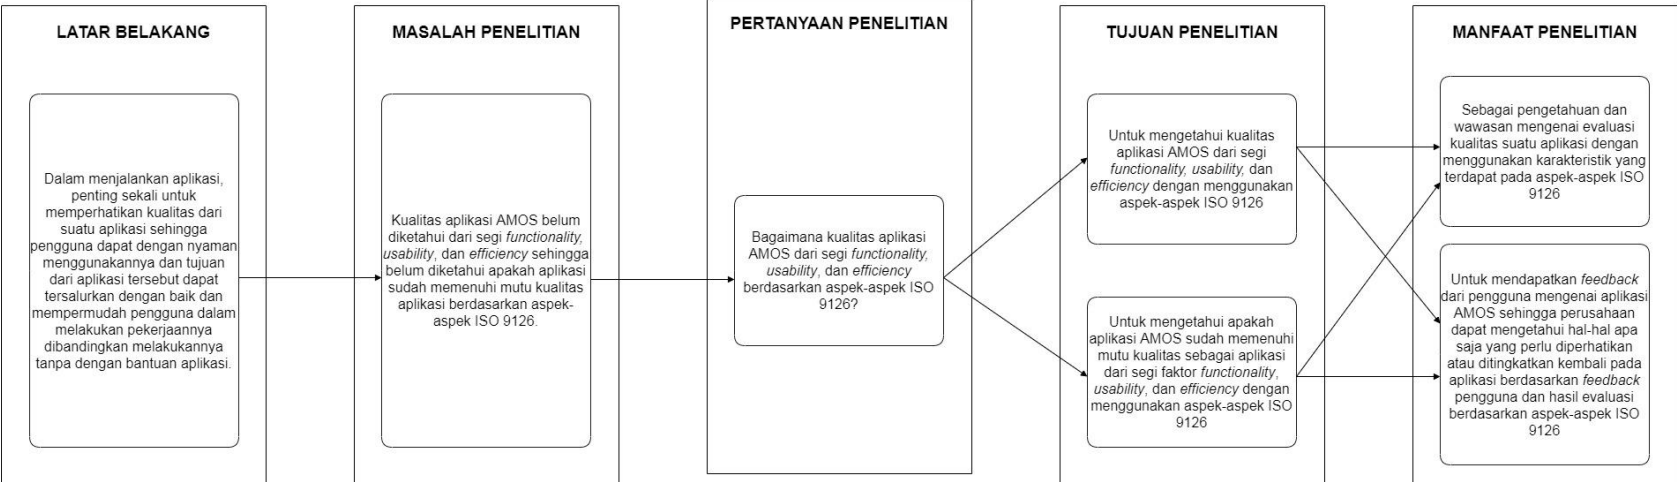 LATAR BELAKANG
Dalam menjalankan aplikasi,
penting sekali untuk
memperhatikan kualitas dari
suatu aplikasi sehingga
pengguna dapat dengan nyaman
menggunakannya dan tujuan
dari aplikasi tersebut dapat
tersalurkan dengan baik dan
mempermudah pengguna dalam
melakukan pekerjaannya
dibandingkan melakukannya
tanpa dengan bantuan aplikasi.
MASALAH PENELITIAN
Kualitas aplikasi AMOS belum
diketahui dari segi functionality,
usability, dan efficiency sehingga
belum diketahui apakah aplikasi
sudah memenuhi mutu kualitas
aplikasi berdasarkan aspek-
aspek ISO 9126.
PERTANYAAN PENELITIAN
Bagaimana kualitas aplikasi
AMOS dari segi functionality,
usability, dan efficiency
berdasarkan aspek-aspek ISO
9126?
TUJUAN PENELITIAN
Untuk mengetahui kualitas
aplikasi AMOS dari segi
functionality, usability, dan
efficiency dengan menggunakan
aspek-aspek ISO 9126
Untuk mengetahui apakah
aplikasi AMOS sudah memenuhi
mutu kualitas sebagai aplikasi
dari segi faktor functionality,
usability, dan efficiency dengan
menggunakan aspek-aspek ISO
9126
MANFAAT PENELITIAN
Sebagai pengetahuan dan
wawasan mengenai evaluasi
kualitas suatu aplikasi dengan
menggunakan karakteristik yang
terdapat pada aspek-aspek ISO
9126
Untuk mendapatkan feedback
dari pengguna mengenai aplikasi
AMOS sehingga perusahaan
dapat mengetahui hal-hal apa
saja yang perlu diperhatikan
atau ditingkatkan kembali pada
aplikasi berdasarkan feedback
pengguna dan hasil evaluasi
berdasarkan aspek-aspek ISO
9126